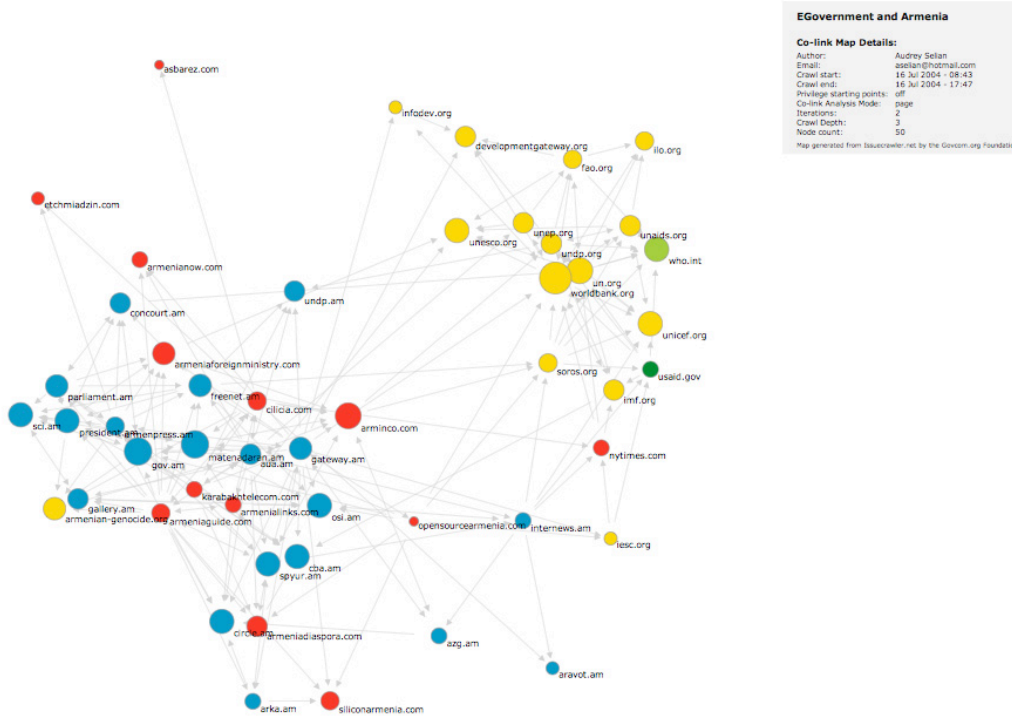 EGovernment and Armenia
Co-link Map Details:
Author: Audrey Selian
Email: aselian@hotmail.com
Crawl start: 16 Jul 2004 - 08:43
Crawl end: 16 Jul 2004 - 17:47
Privilege starting points: off
Co-link Analysis Mode: page
Iterations: 2
Crawl Depth: 3
Node count: 50
Map generated from Issuecrawler.net by the Govcom.org Foundatio
asbarez.com
infodev.org
developmentgateway.org
ilo.org
fao.org
etchmiadzin.com
unesco.org
unep.org
unaids.org
undp.org
who.int
armenianow.com
un.org
worldbank.org
undp.am
concourt.am
unicef.org
armeniaforeignministry.com
soros.org
usaid.gov
parliament.am
freenet.am
cilicia.com
imf.org
sci.am
president.am
armenpress.am
arminco.com
gov.am
matenadaran.am
aua.am
gateway.am
nytimes.com
karabakhtelecom.com
gallery.am
armenian-genocide.org
armeniaguide.com
armenialinks.com
osi.am
opensourcearmenia.com
internews.am
iesc.org
cba.am
spyur.am
circle.am
armeniadiaspora.com
azg.am
aravot.am
arka.am
siliconarmenia.com